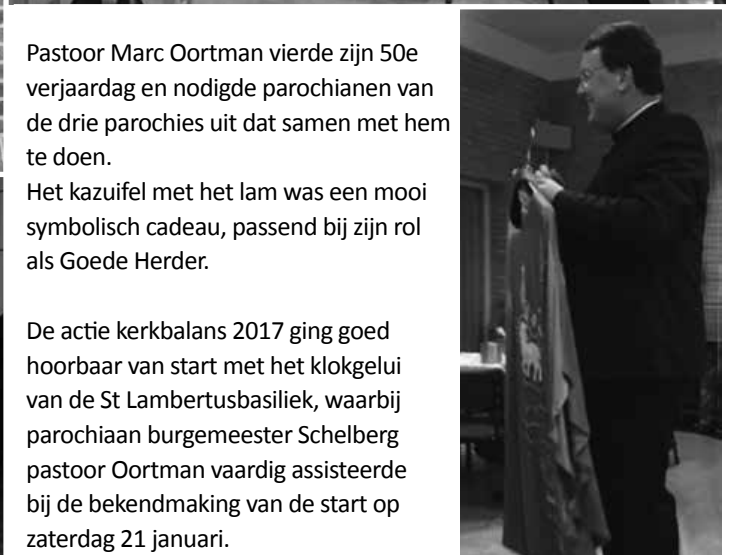 Pastoor Marc Oortman vierde zijn 50e
verjaardag en nodigde parochianen van
de drie parochies uit dat samen met hem
te doen.
Het kazuifel met het lam was een mooi
symbolisch cadeau, passend bij zijn rol
als Goede Herder.

De actie kerkbalans 2017 ging goed
hoorbaar van start met het klokgelui
van de St Lambertusbasiliek, waarbij
parochiaan burgemeester Schelberg
pastoor Oortman vaardig assisteerde
bij de bekendmaking van de start op
zaterdag 21 januari.